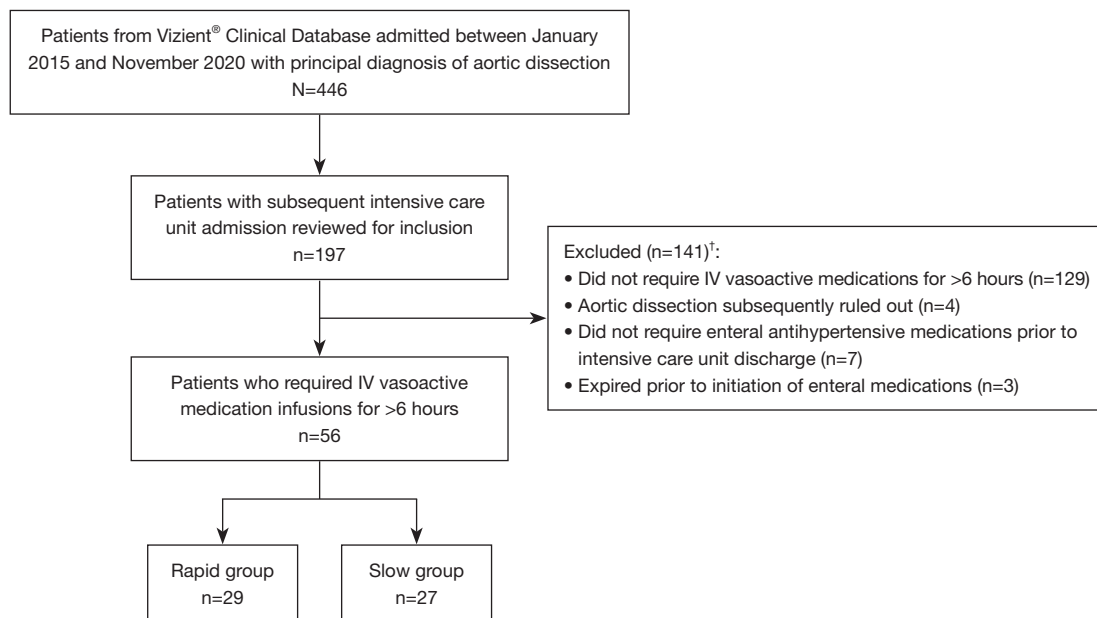 Patients from Vizient® Clinical Database admitted between January
2015 and November 2020 with principal diagnosis of aortic dissection
N=446
Patients with subsequent intensive care
unit admission reviewed for inclusion
n=197
Excluded (n=141)†:
• Did not require IV vasoactive medications for >6 hours (n=129)
• Aortic dissection subsequently ruled out (n=4)
• Did not require enteral antihypertensive medications prior to
intensive care unit discharge (n=7)
• Expired prior to initiation of enteral medications (n=3)
Patients who required IV vasoactive
medication infusions for >6 hours
n=56
Rapid group
n=29
Slow group
n=27